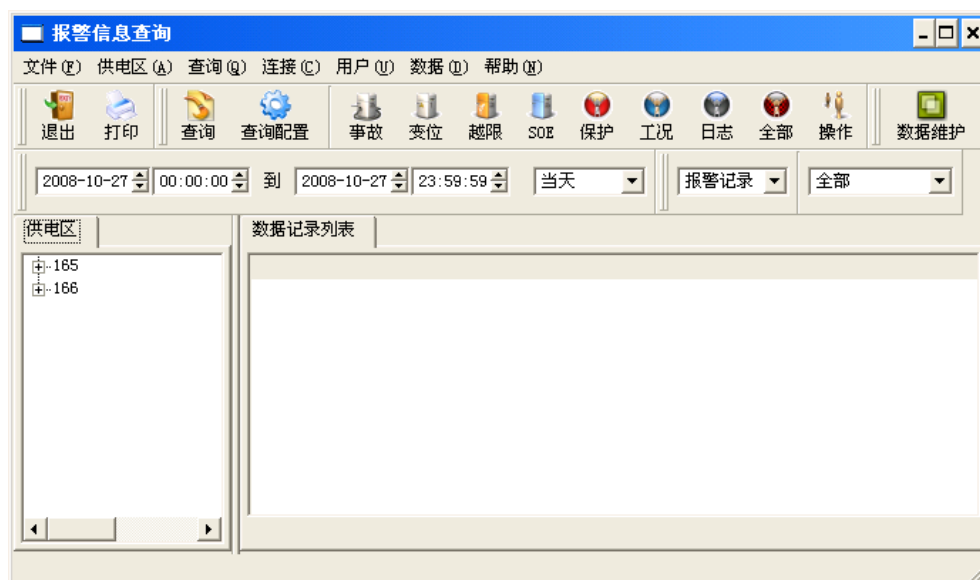 报警信息查询
文件(F) 供电区(A) 查询(Q) 连接(C) 用户(U) 数据(D) 帮助(N)
退出 打印 查询 查询配置 事故 变位 越限 SOE 保护 工况 日志 全部 操作 数据维护
2008-10-27 00:00:00 到 2008-10-27 23:59:59 当天 报警记录 全部
供电区 数据记录列表
165
166